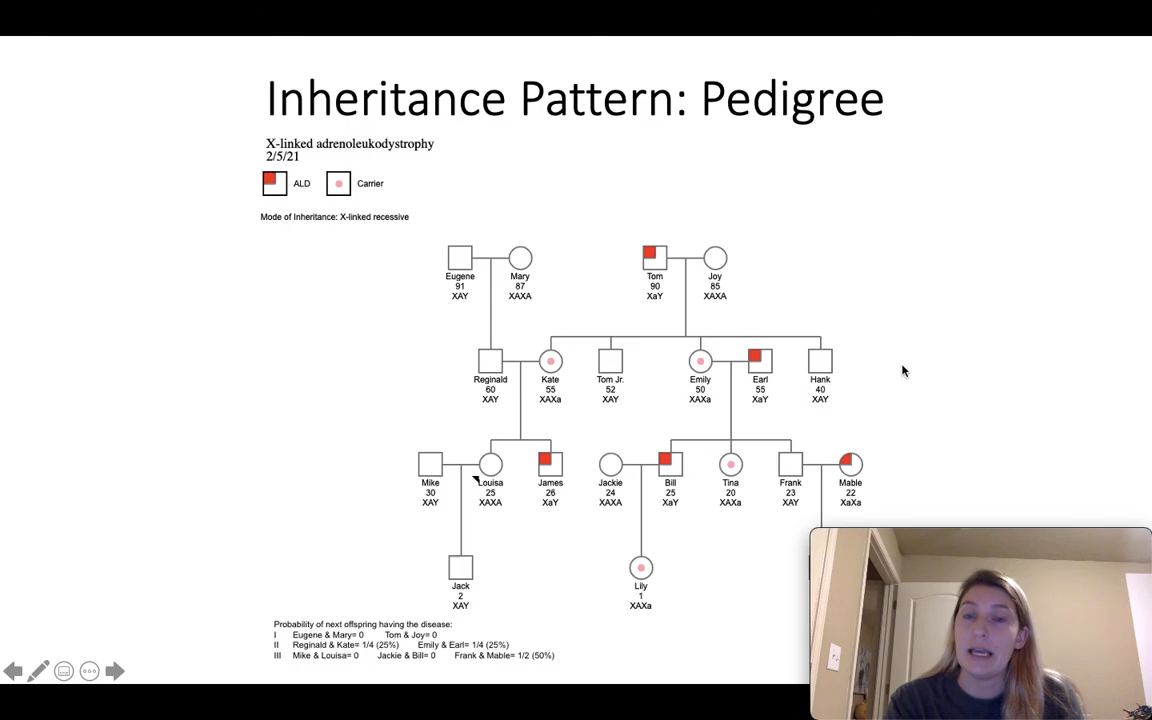 Inheritance Pattern: Pedigree
X-linked adrenoleukodystrophy
2/5/21
ALD Carrier
Mode of Inheritance: X-linked recessive
Eugene Mary Tom Joy
91 87 90 85
XAY XAXA XaY XAXA
Reginald Kate Tom Jr. Emily Earl Hank
60 55 52 50 55 40
XAY XAXa XAY XAXa XaY XAY
Mike Louisa James Jackie Bill Tina Frank Mable
30 25 26 24 25 20 23 22
XAY XAXA XaY XAXA XaY XAXa XAY XaXa
Jack Lily
2 1
XAY XAXa
Probability of next offspring having the disease:
I Eugene & Mary= 0 Tom & Joy= 0
II Reginald & Kate= 1/4 (25%) Emily & Earl= 1/4 (25%)
III Mike & Louisa= 0 Jackie & Bill= 0 Frank & Mable= 1/2 (50%)